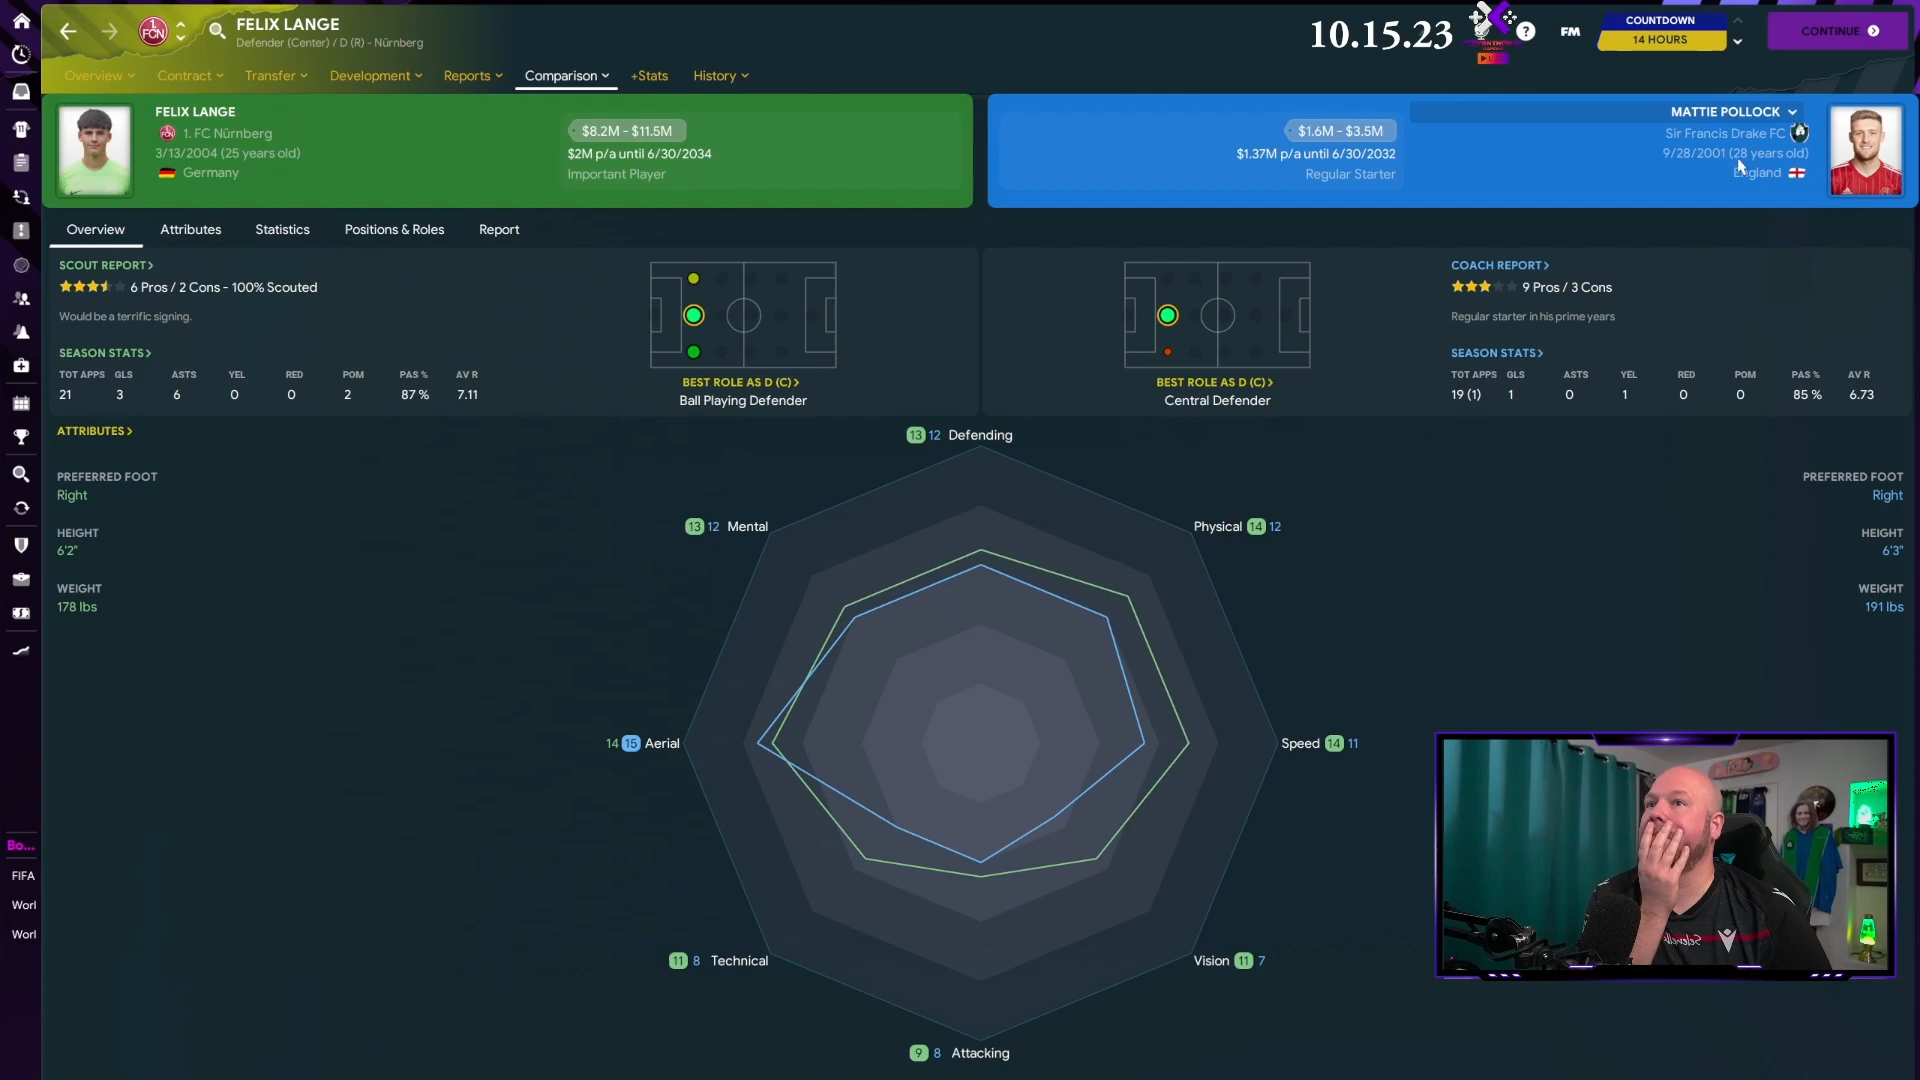 FELIX LANGE
Defender (Center) / D (R) - Nürnberg
10.15.23
FM
COUNTDOWN
14 HOURS
CONTINUE
Overview
Contract
Transfer
Development
Reports
Comparison
+Stats
History
FELIX LANGE
1. FC Nürnberg
3/13/2004 (25 years old)
Germany
$8.2M - $11.5M
$2M p/a until 6/30/2034
Important Player
$1.6M - $3.5M
$1.37M p/a until 6/30/2032
Regular Starter
MATTIE POLLOCK
Sir Francis Drake FC
9/28/2001 (28 years old)
England
Overview
Attributes
Statistics
Positions & Roles
Report
SCOUT REPORT
6 Pros / 2 Cons - 100% Scouted
Would be a terrific signing.
SEASON STATS
TOT APPS GLS ASTS YEL RED POM PAS % AV R
21 3 6 0 0 2 87 % 7.11
BEST ROLE AS D (C)
Ball Playing Defender
BEST ROLE AS D (C)
Central Defender
COACH REPORT
9 Pros / 3 Cons
Regular starter in his prime years
SEASON STATS
TOT APPS GLS ASTS YEL RED POM PAS % AV R
19 (1) 1 0 1 0 0 85 % 6.73
ATTRIBUTES
PREFERRED FOOT
Right
HEIGHT
6'2"
WEIGHT
178 lbs
13 12 Defending
13 12 Mental
Physical 14 12
14 15 Aerial
Speed 14 11
11 8 Technical
Vision 11 7
9 8 Attacking
PREFERRED FOOT
Right
HEIGHT
6'3"
WEIGHT
191 lbs
Bo...
FIFA
Worl
Worl